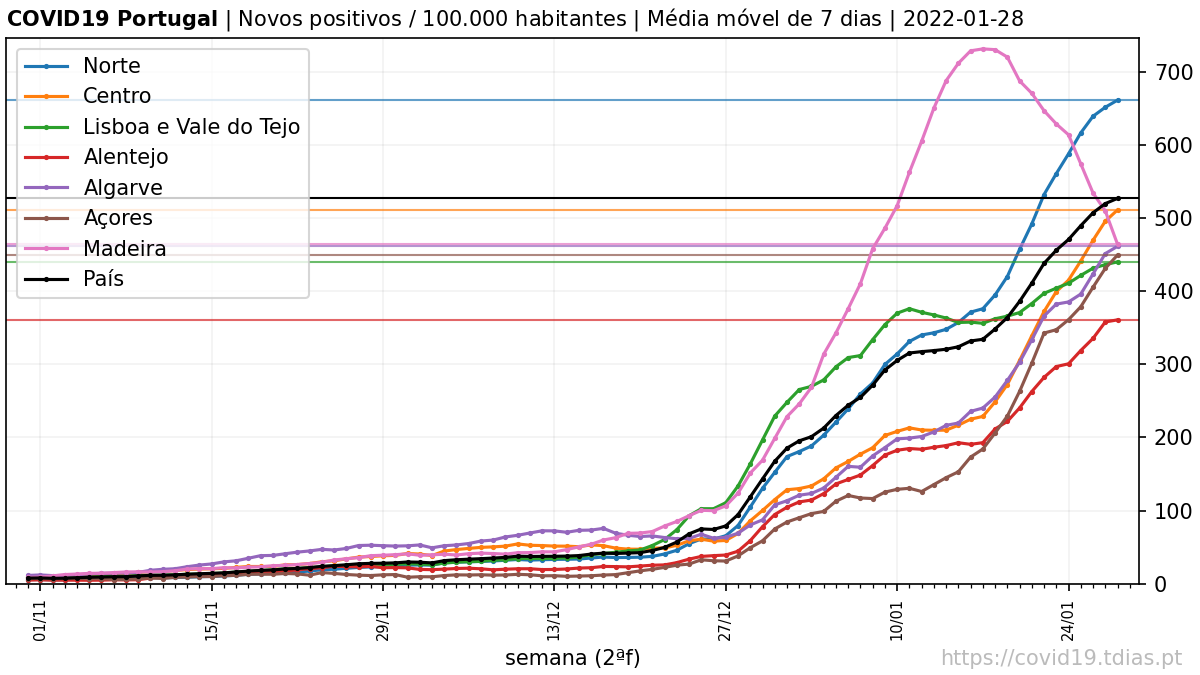 COVID19 Portugal | Novos positivos / 100.000 habitantes | Média móvel de 7 dias | 2022-01-28
Norte
Centro
Lisboa e Vale do Tejo
Alentejo
Algarve
Açores
Madeira
País
700
600
500
400
300
200
100
0
01/11
15/11
29/11
13/12
27/12
10/01
24/01
semana (2ªf)
https://covid19.tdias.pt